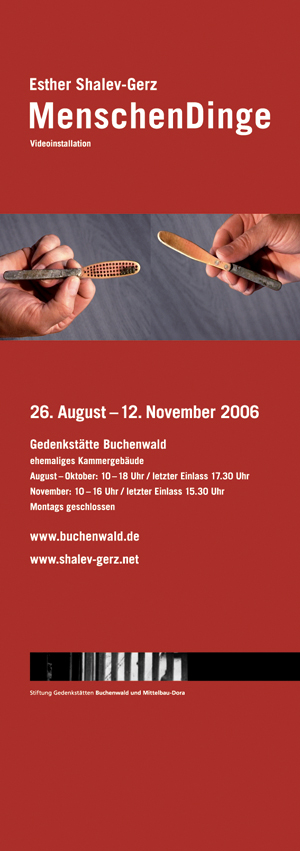 Esther Shalev-Gerz
MenschenDinge
Videoinstallation
26. August – 12. November 2006
Gedenkstätte Buchenwald
ehemaliges Kammergebäude
August – Oktober: 10 – 18 Uhr / letzter Einlass 17.30 Uhr
November: 10 – 16 Uhr / letzter Einlass 15.30 Uhr
Montags geschlossen
www.buchenwald.de
www.shalev-gerz.net
Stiftung Gedenkstätten Buchenwald und Mittelbau-Dora